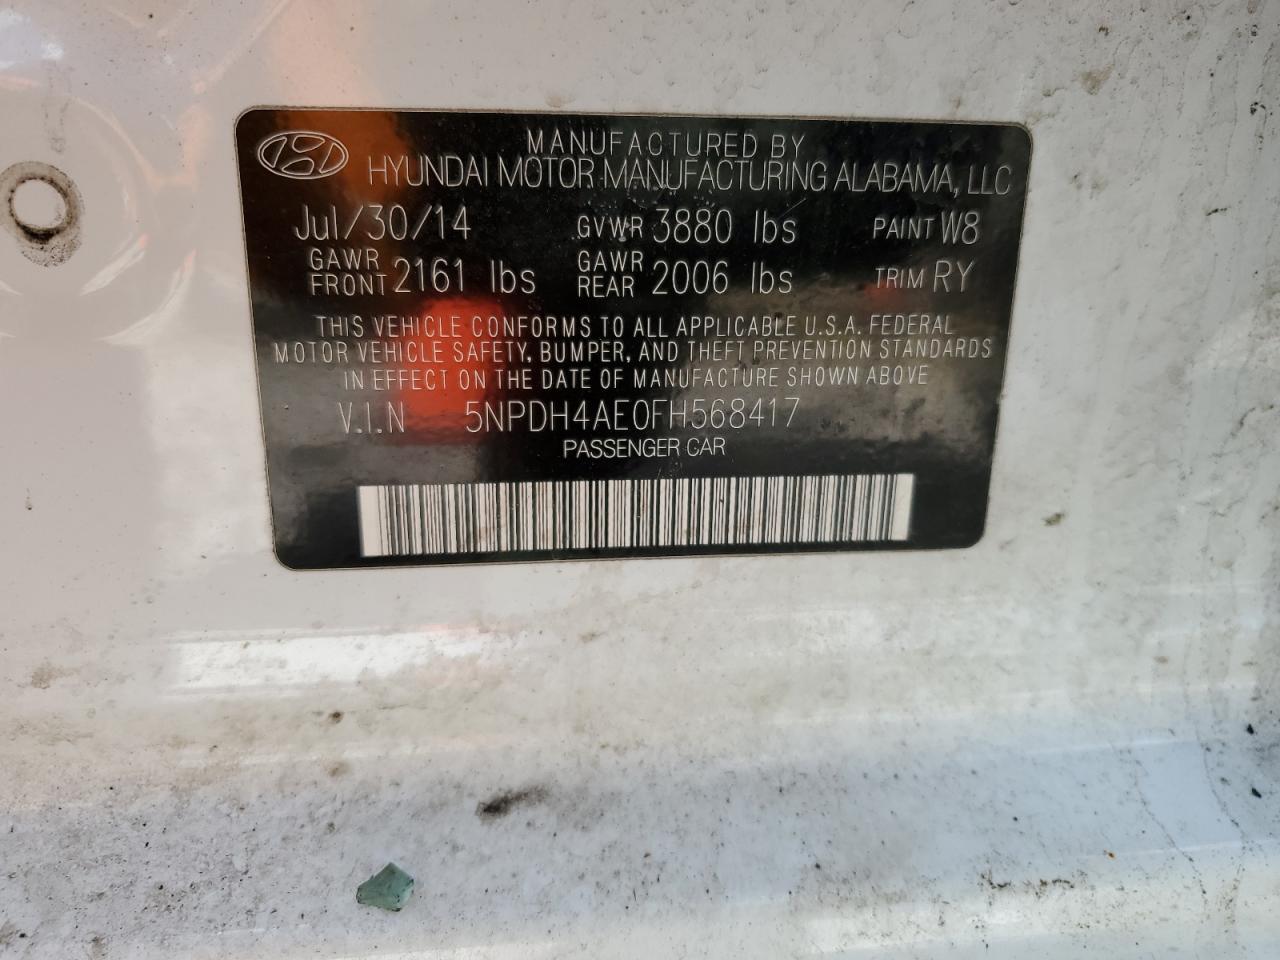 MANUFACTURED BY
HYUNDAI MOTOR MANUFACTURING ALABAMA, LLC
Jul/30/14 GVWR 3880 lbs PAINT W8
GAWR FRONT 2161 lbs GAWR REAR 2006 lbs TRIM RY
THIS VEHICLE CONFORMS TO ALL APPLICABLE U.S.A. FEDERAL
MOTOR VEHICLE SAFETY, BUMPER, AND THEFT PREVENTION STANDARDS
IN EFFECT ON THE DATE OF MANUFACTURE SHOWN ABOVE
V.I.N 5NPDH4AE0FH568417
PASSENGER CAR